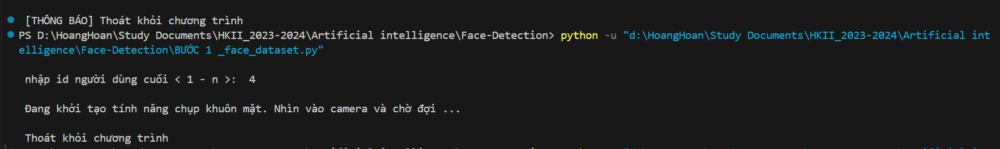 [THÔNG BÁO] Thoát khỏi chương trình
PS D:\HoangHoan\Study Documents\HKII_2023-2024\Artificial intelligence\Face-Detection> python -u "d:\HoangHoan\Study Documents\HKII_2023-2024\Artificial int
elligence\Face-Detection\BƯỚC 1 _face_dataset.py"
nhập id người dùng cuối < 1 - n >:  4
Đang khởi tạo tính năng chụp khuôn mặt. Nhìn vào camera và chờ đợi ...
Thoát khỏi chương trình